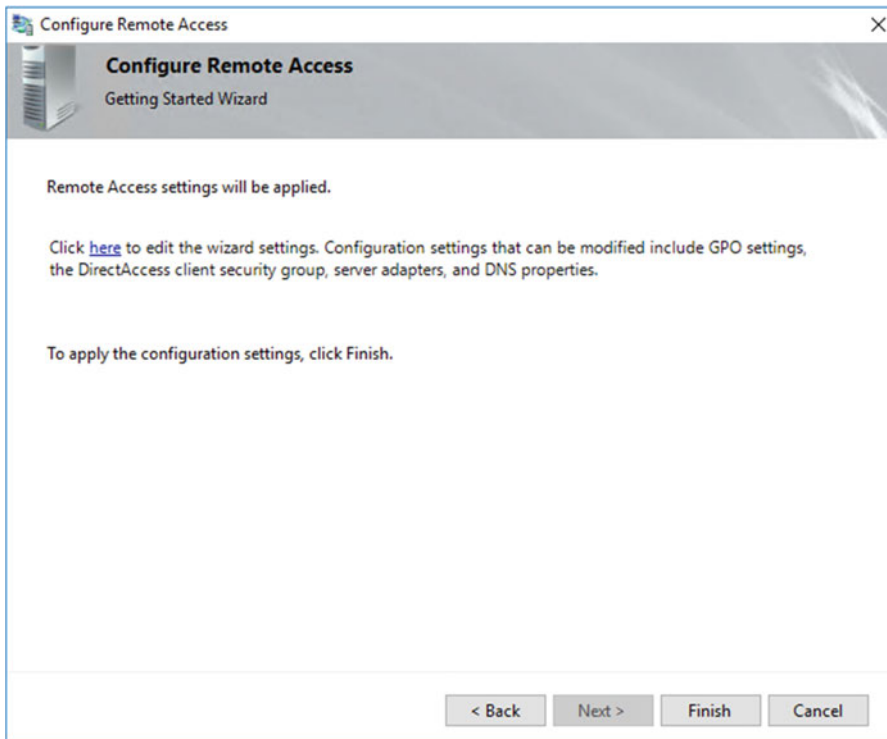 Configure Remote Access
Configure Remote Access
Getting Started Wizard
Remote Access settings will be applied.
Click here to edit the wizard settings. Configuration settings that can be modified include GPO settings,
the DirectAccess client security group, server adapters, and DNS properties.
To apply the configuration settings, click Finish.
< Back Next > Finish Cancel